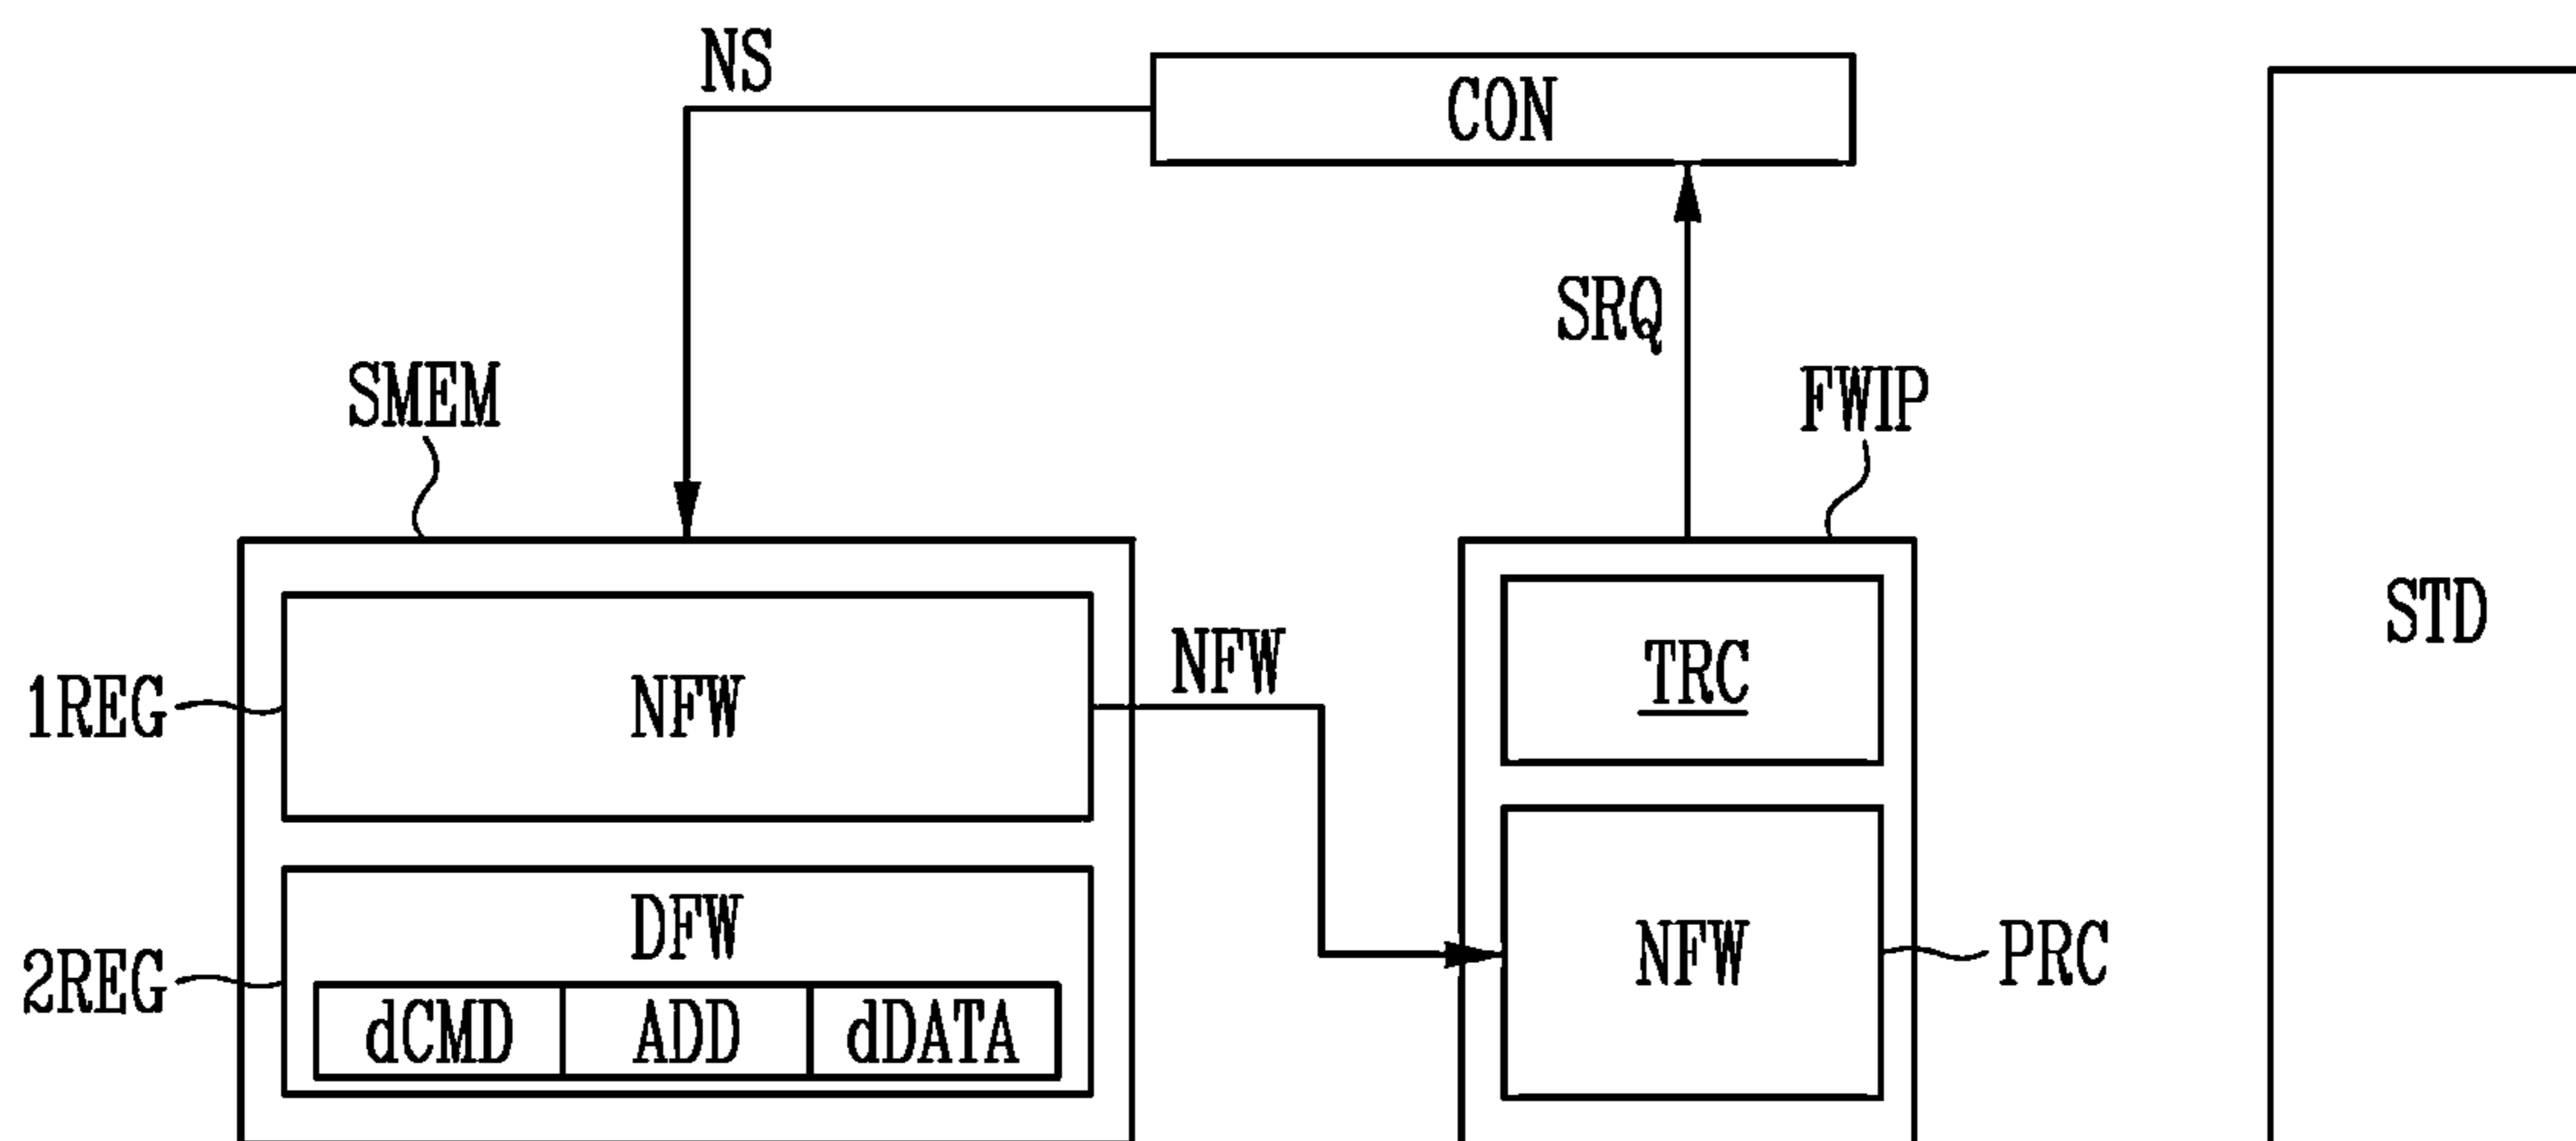 NS
CON
SRQ
SMEM
FWIP
STD
1REG
NFW
NFW
TRC
2REG
DFW
dCMD ADD dDATA
NFW
PRC